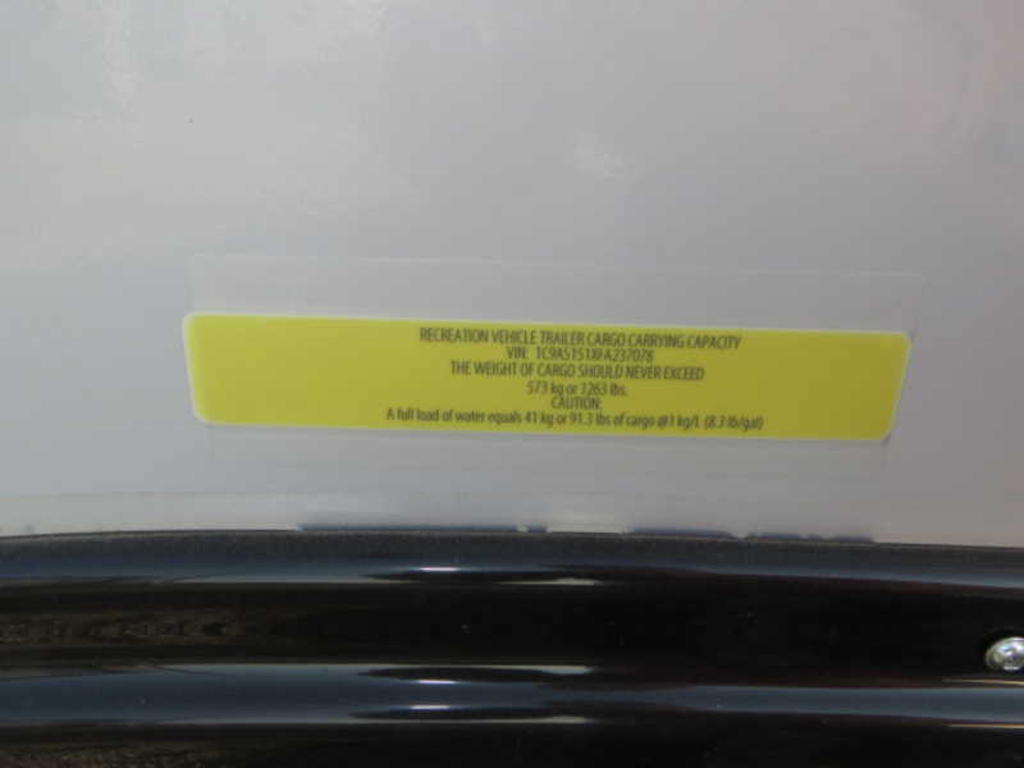 RECREATION VEHICLE TRAILER CARGO CARRYING CAPACITY
VIN: 1C9AS1S1XFA237078
THE WEIGHT OF CARGO SHOULD NEVER EXCEED
573 kg or 1263 lbs.
CAUTION:
A full load of water equals 41 kg or 91.3 lbs of cargo @1 kg/L (8.3 lb/gal)